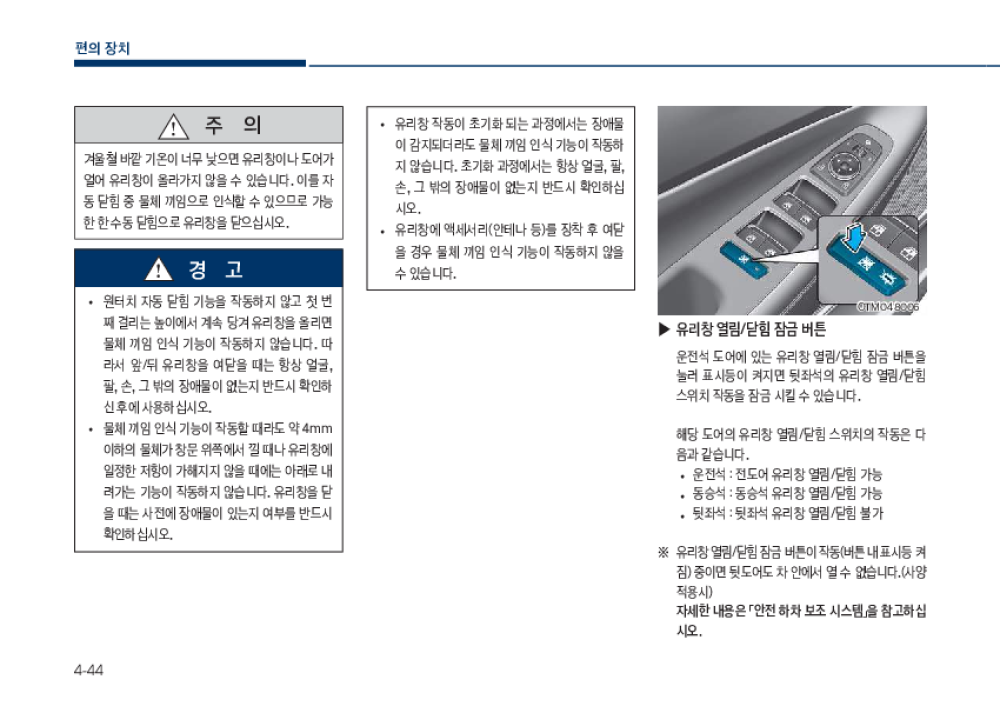 편의 장치
주 의
겨울철 바깥 기온이 너무 낮으면 유리창이나 도어가
얼어 유리창이 올라가지 않을 수 있습니다. 이를 자
동 닫힘 중 물체 끼임으로 인식할 수 있으므로 가능
한 한 수동 닫힘으로 유리창을 닫으십시오.
경 고
• 원터치 자동 닫힘 기능을 작동하지 않고 첫 번
째 걸리는 높이에서 계속 당겨 유리창을 올리면
물체 끼임 인식 기능이 작동하지 않습니다. 따
라서 앞/뒤 유리창을 여닫을 때는 항상 얼굴,
팔, 손, 그 밖의 장애물이 없는지 반드시 확인하
신 후에 사용하십시오.
• 물체 끼임 인식 기능이 작동할 때라도 약 4mm
이하의 물체가 창문 위쪽에서 낄 때나 유리창에
일정한 저항이 가해지지 않을 때에는 아래로 내
려가는 기능이 작동하지 않습니다. 유리창을 닫
을 때는 사전에 장애물이 있는지 여부를 반드시
확인하십시오.
• 유리창 작동이 초기화 되는 과정에서는 장애물
이 감지되더라도 물체 끼임 인식 기능이 작동하
지 않습니다. 초기화 과정에서는 항상 얼굴, 팔,
손, 그 밖의 장애물이 없는지 반드시 확인하십
시오.
• 유리창에 액세서리(안테나 등)를 장착 후 여닫
을 경우 물체 끼임 인식 기능이 작동하지 않을
수 있습니다.
OTM048006
▶ 유리창 열림/닫힘 잠금 버튼
운전석 도어에 있는 유리창 열림/닫힘 잠금 버튼을
눌러 표시등이 켜지면 뒷좌석의 유리창 열림/닫힘
스위치 작동을 잠금 시킬 수 있습니다.
해당 도어의 유리창 열림/닫힘 스위치의 작동은 다
음과 같습니다.
• 운전석 : 전도어 유리창 열림/닫힘 가능
• 동승석 : 동승석 유리창 열림/닫힘 가능
• 뒷좌석 : 뒷좌석 유리창 열림/닫힘 불가
※ 유리창 열림/닫힘 잠금 버튼이 작동(버튼 내 표시등 켜
짐) 중이면 뒷도어도 차 안에서 열 수 없습니다.(사양
적용시)
자세한 내용은 「안전 하차 보조 시스템」을 참고하십
시오.
4-44